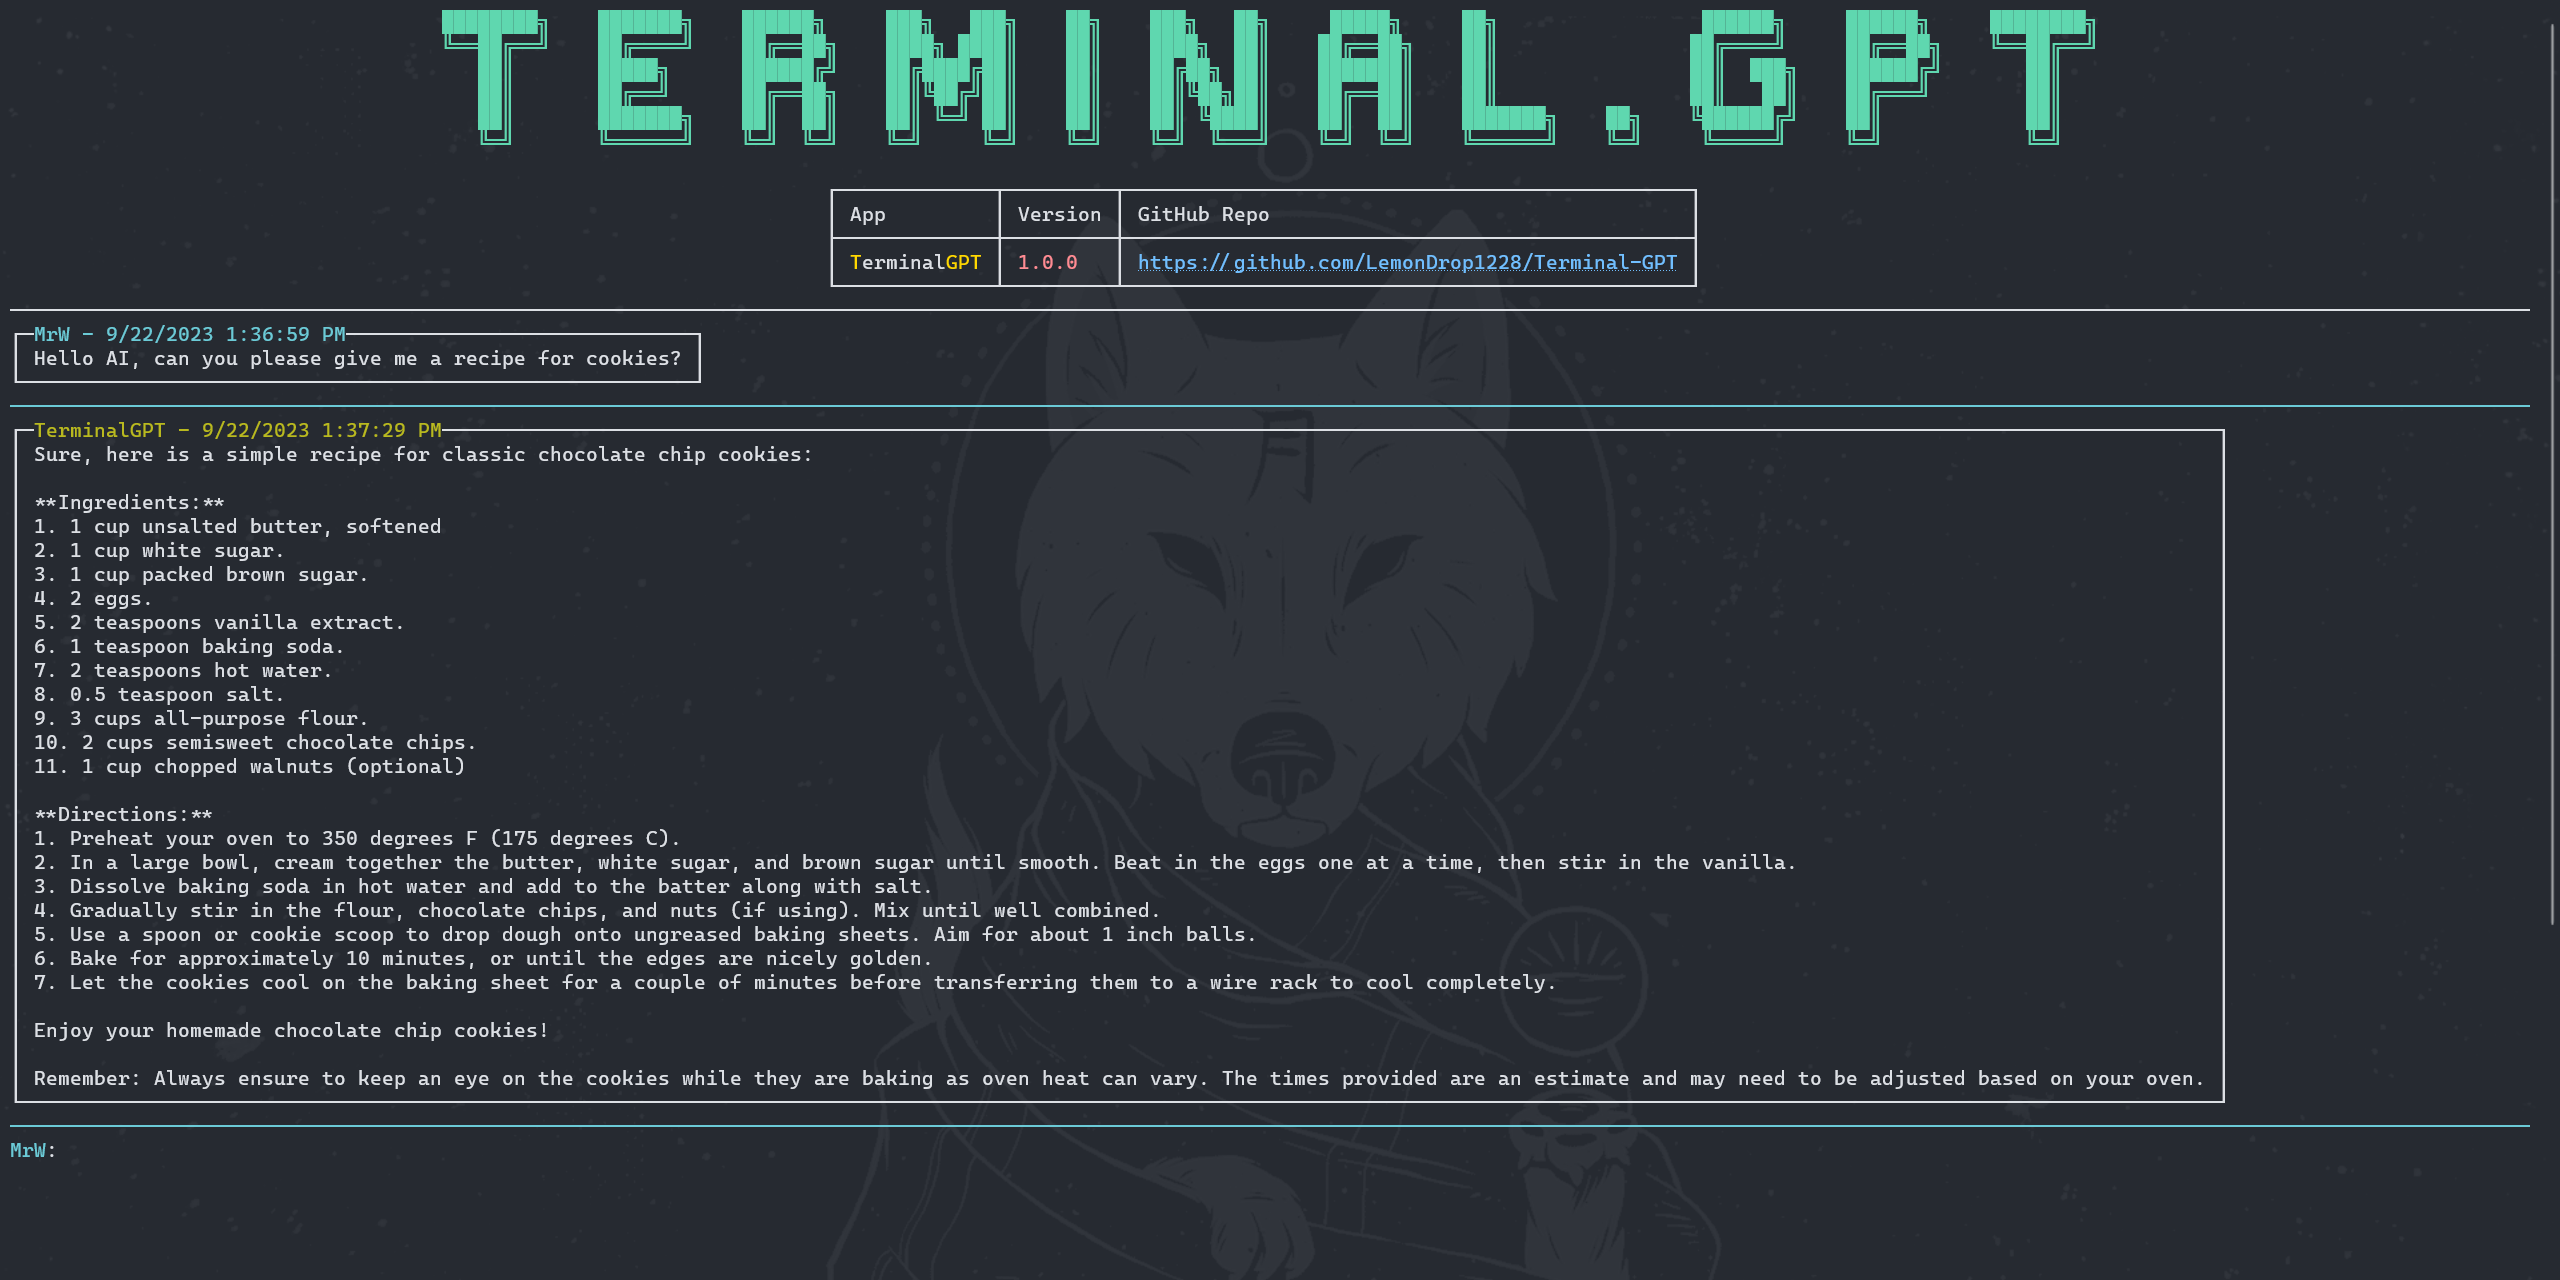 TERMINAL.GPT
App Version GitHub Repo
TerminalGPT 1.0.0 https://github.com/LemonDrop1228/Terminal-GPT
MrW - 9/22/2023 1:36:59 PM
Hello AI, can you please give me a recipe for cookies?
TerminalGPT - 9/22/2023 1:37:29 PM
Sure, here is a simple recipe for classic chocolate chip cookies:
**Ingredients:**
1. 1 cup unsalted butter, softened
2. 1 cup white sugar.
3. 1 cup packed brown sugar.
4. 2 eggs.
5. 2 teaspoons vanilla extract.
6. 1 teaspoon baking soda.
7. 2 teaspoons hot water.
8. 0.5 teaspoon salt.
9. 3 cups all-purpose flour.
10. 2 cups semisweet chocolate chips.
11. 1 cup chopped walnuts (optional)
**Directions:**
1. Preheat your oven to 350 degrees F (175 degrees C).
2. In a large bowl, cream together the butter, white sugar, and brown sugar until smooth. Beat in the eggs one at a time, then stir in the vanilla.
3. Dissolve baking soda in hot water and add to the batter along with salt.
4. Gradually stir in the flour, chocolate chips, and nuts (if using). Mix until well combined.
5. Use a spoon or cookie scoop to drop dough onto ungreased baking sheets. Aim for about 1 inch balls.
6. Bake for approximately 10 minutes, or until the edges are nicely golden.
7. Let the cookies cool on the baking sheet for a couple of minutes before transferring them to a wire rack to cool completely.
Enjoy your homemade chocolate chip cookies!
Remember: Always ensure to keep an eye on the cookies while they are baking as oven heat can vary. The times provided are an estimate and may need to be adjusted based on your oven.
MrW:
月